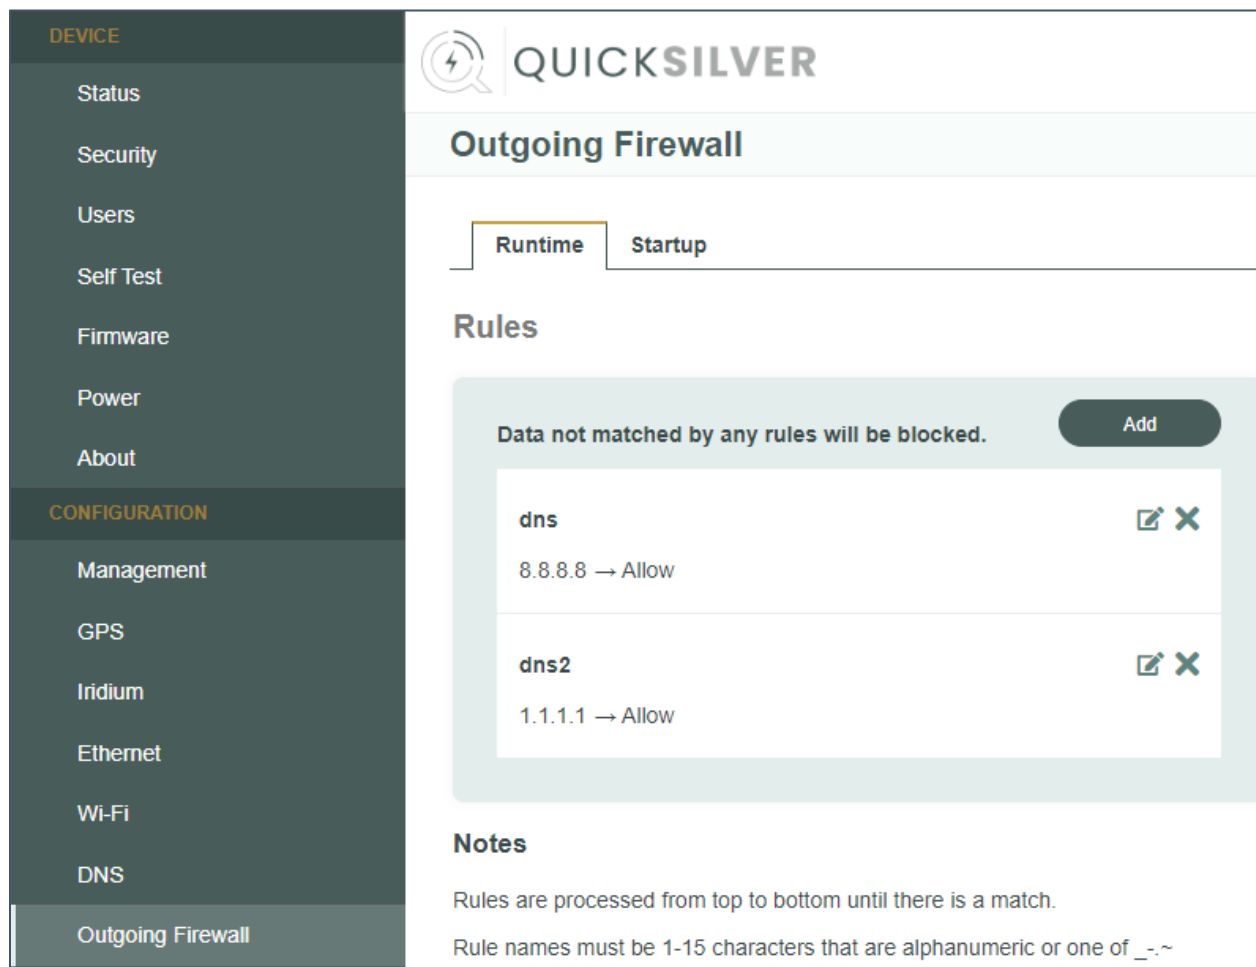 DEVICE
Status
Security
Users
Self Test
Firmware
Power
About
CONFIGURATION
Management
GPS
Iridium
Ethernet
Wi-Fi
DNS
Outgoing Firewall
QUICKSILVER
Outgoing Firewall
Runtime Startup
Rules
Data not matched by any rules will be blocked. Add
dns
8.8.8.8 → Allow
dns2
1.1.1.1 → Allow
Notes
Rules are processed from top to bottom until there is a match.
Rule names must be 1-15 characters that are alphanumeric or one of _-.~